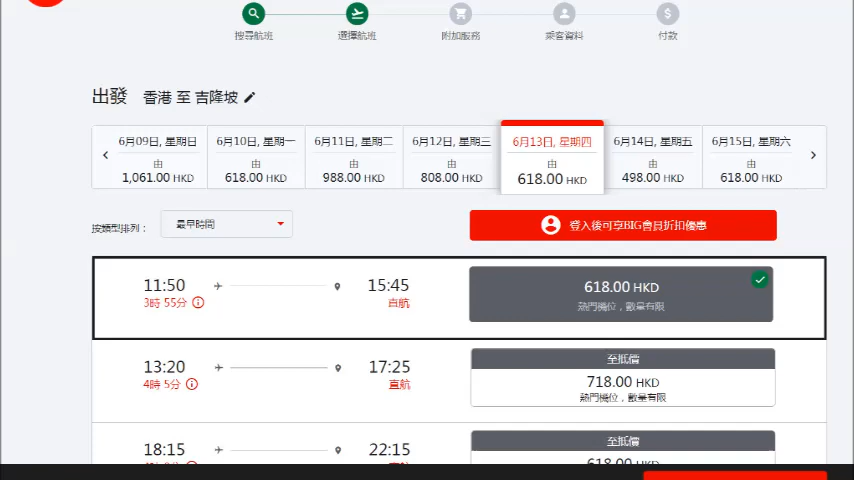 搜尋航班
選擇航班
附加服務
乘客資料
付款
出發 香港 至 吉隆坡
6月09日, 星期日
由
1,061.00 HKD
6月10日, 星期一
由
618.00 HKD
6月11日, 星期二
由
988.00 HKD
6月12日, 星期三
由
808.00 HKD
6月13日, 星期四
由
618.00 HKD
6月14日, 星期五
由
498.00 HKD
6月15日, 星期六
由
618.00 HKD
按類型排列：
最早時間
登入後可享BIG會員折扣優惠
11:50
15:45
3時 55分
直航
618.00 HKD
熱門機位，數量有限
13:20
17:25
4時 5分
直航
至抵價
718.00 HKD
熱門機位，數量有限
18:15
22:15
至抵價
618.00 HKD